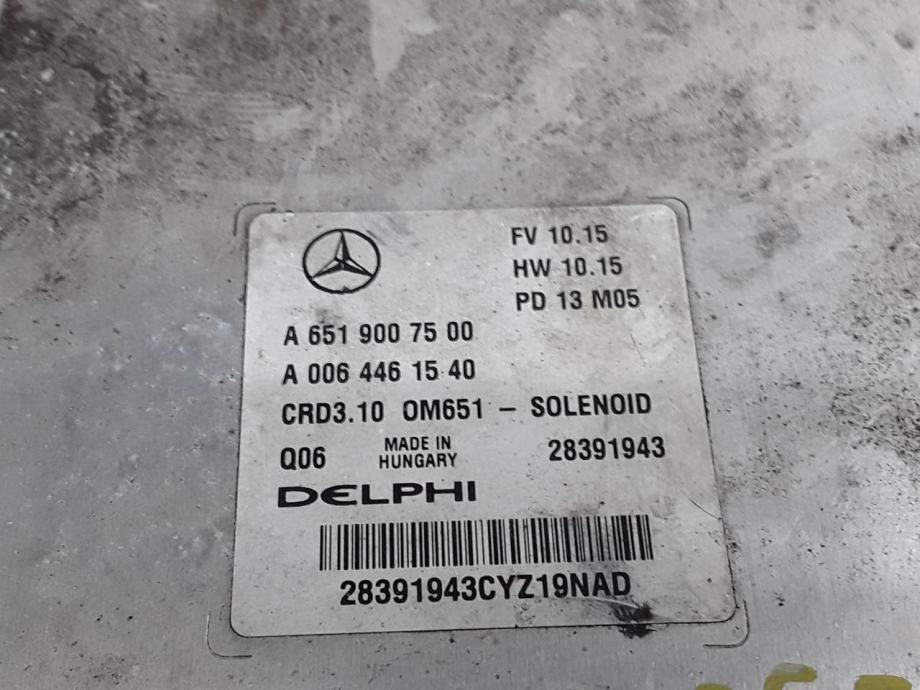 FV 10.15
HW 10.15
PD 13 M05
A 651 900 75 00
A 006 446 15 40
CRD3.10 OM651 – SOLENOID
Q06 MADE IN HUNGARY 28391943
DELPHI
28391943CYZ19NAD